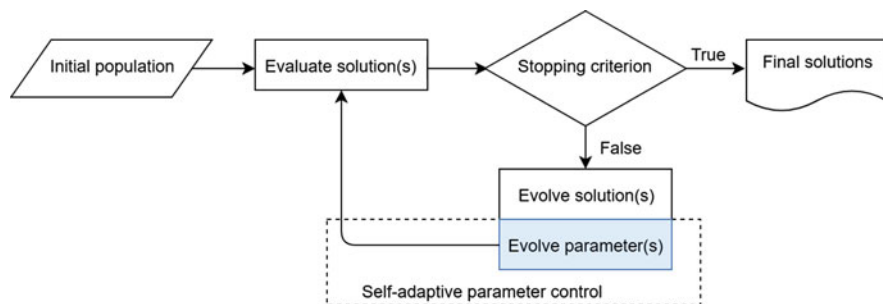 Initial population
Evaluate solution(s)
Stopping criterion
True
Final solutions
False
Evolve solution(s)
Evolve parameter(s)
Self-adaptive parameter control